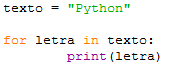 texto = "Python"
for letra in texto:
        print(letra)